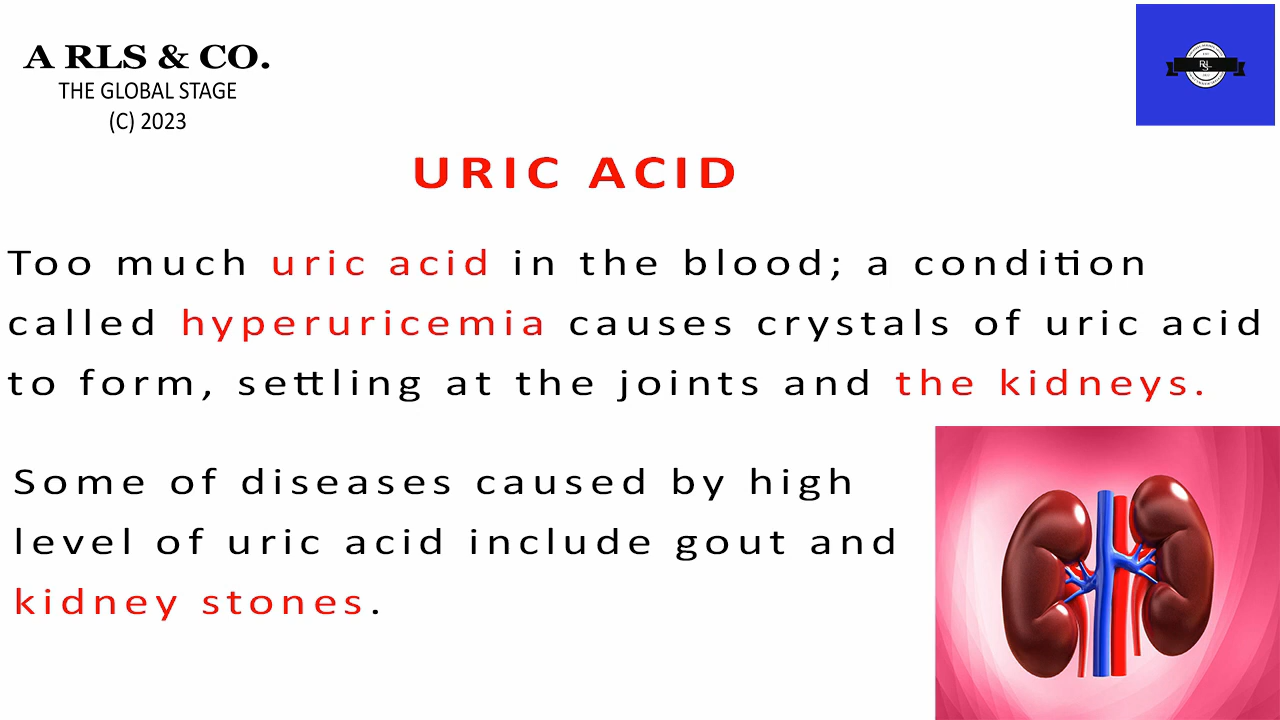 A RLS & CO.
THE GLOBAL STAGE
(C) 2023
URIC ACID
Too much uric acid in the blood; a condition
called hyperuricemia causes crystals of uric acid
to form, settling at the joints and the kidneys.
Some of diseases caused by high
level of uric acid include gout and
kidney stones.